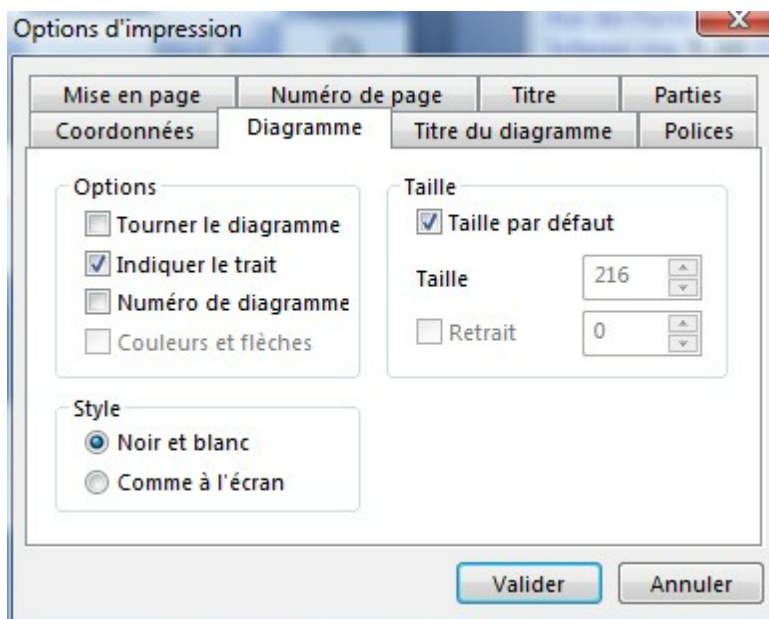 Options d'impression
Mise en page Numéro de page Titre Parties
Coordonnées Diagramme Titre du diagramme Polices
Options
Tourner le diagramme
Indiquer le trait
Numéro de diagramme
Couleurs et flèches
Taille
Taille par défaut
Taille 216
Retrait 0
Style
Noir et blanc
Comme à l'écran
Valider Annuler